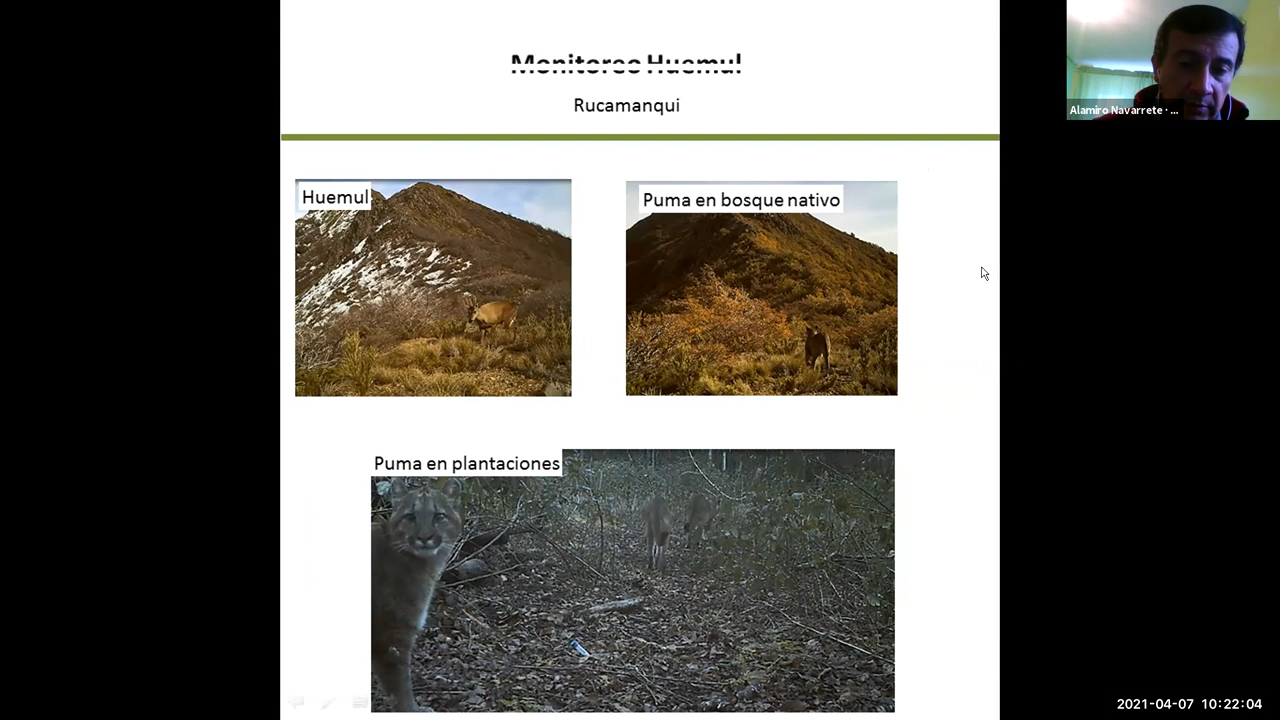 Monitoreo Huemul
Rucamanqui
Huemul
Puma en bosque nativo
Puma en plantaciones
Alamiro Navarrete · ...
2021-04-07 10:22:04